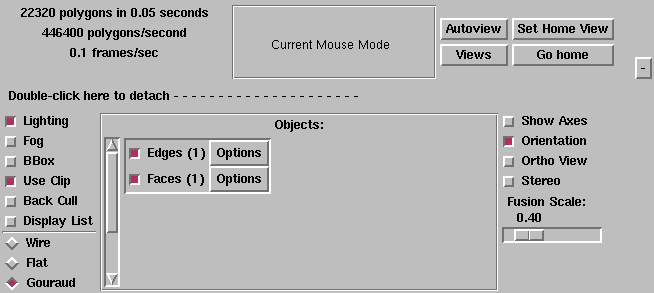 22320 polygons in 0.05 seconds
446400 polygons/second
0.1 frames/sec
Current Mouse Mode
Autoview
Set Home View
Views
Go home
-
Double-click here to detach - - - - - - - - - - - - - - - - - - - -
Lighting
Fog
BBox
Use Clip
Back Cull
Display List
Wire
Flat
Gouraud
Objects:
Edges (1) Options
Faces (1) Options
Show Axes
Orientation
Ortho View
Stereo
Fusion Scale:
0.40